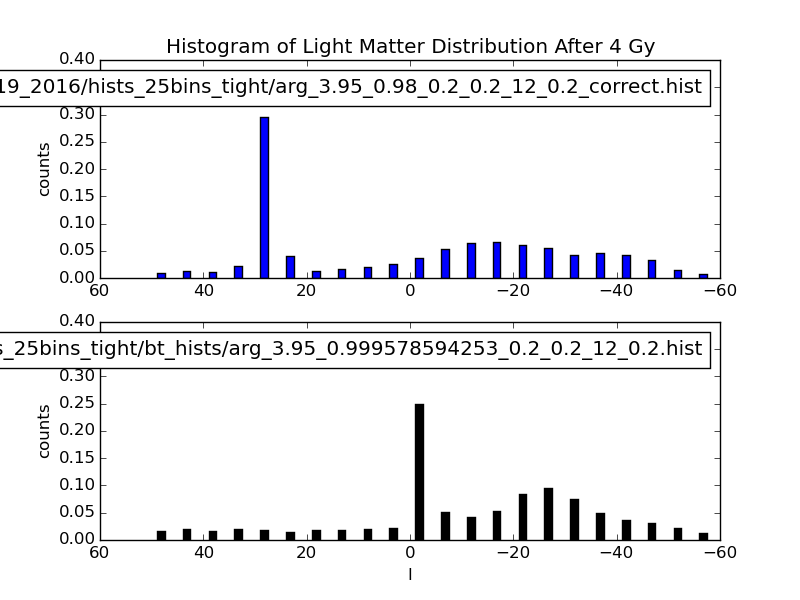 Histogram of Light Matter Distribution After 4 Gy
0.40
19_2016/hists_25bins_tight/arg_3.95_0.98_0.2_0.2_12_0.2_correct.hist
0.30
0.25
0.20
0.15
0.10
0.05
0.00
counts
60 40 20 0 −20 −40 −60
0.40
s_25bins_tight/bt_hists/arg_3.95_0.999578594253_0.2_0.2_12_0.2.hist
0.30
0.25
0.20
0.15
0.10
0.05
0.00
counts
60 40 20 0 −20 −40 −60
l